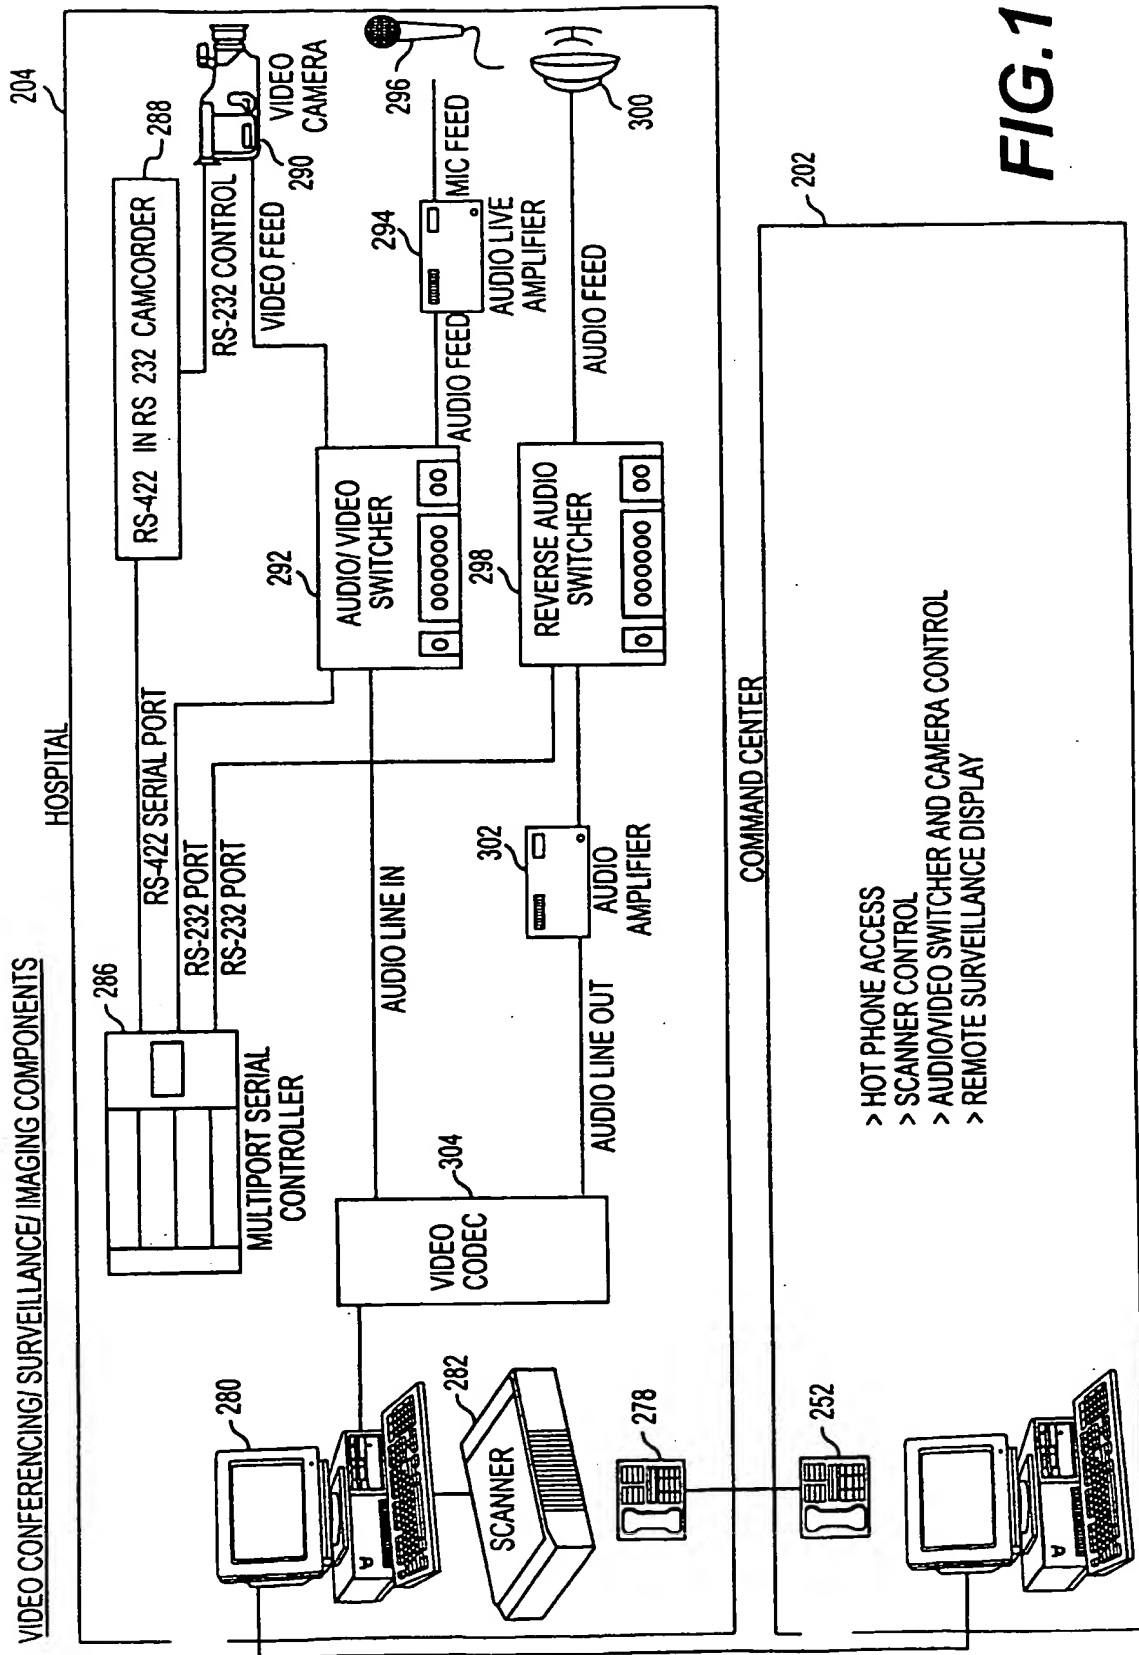 VIDEO CONFERENCING/ SURVEILLANCE/ IMAGING COMPONENTS
HOSPITAL
204
286
MULTIPORT SERIAL
CONTROLLER
RS-422 SERIAL PORT
RS-232 PORT
RS-232 PORT
RS-422 IN RS 232 CAMCORDER
288
RS-232 CONTROL
VIDEO FEED
290
VIDEO
CAMERA
292
AUDIO/ VIDEO
SWITCHER
AUDIO LINE IN
AUDIO FEED
294
AUDIO LIVE
AMPLIFIER
MIC FEED
296
298
REVERSE AUDIO
SWITCHER
AUDIO FEED
300
302
AUDIO
AMPLIFIER
AUDIO LINE OUT
304
VIDEO
CODEC
280
282
SCANNER
278
COMMAND CENTER
202
252
> HOT PHONE ACCESS
> SCANNER CONTROL
> AUDIO/VIDEO SWITCHER AND CAMERA CONTROL
> REMOTE SURVEILLANCE DISPLAY
FIG.1